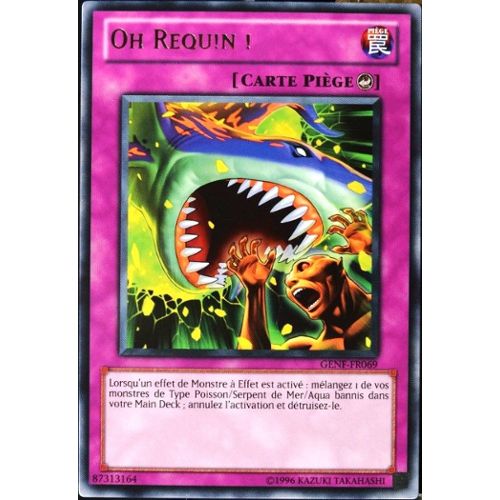 OH REQUIN !
PIÈGE
罠
[CARTE PIÈGE]
GENF-FR069
Lorsqu'un effet de Monstre à Effet est activé : mélangez 1 de vos
monstres de Type Poisson/Serpent de Mer/Aqua bannis dans
votre Main Deck ; annulez l'activation et détruisez-le.
87313164
©1996 KAZUKI TAKAHASHI